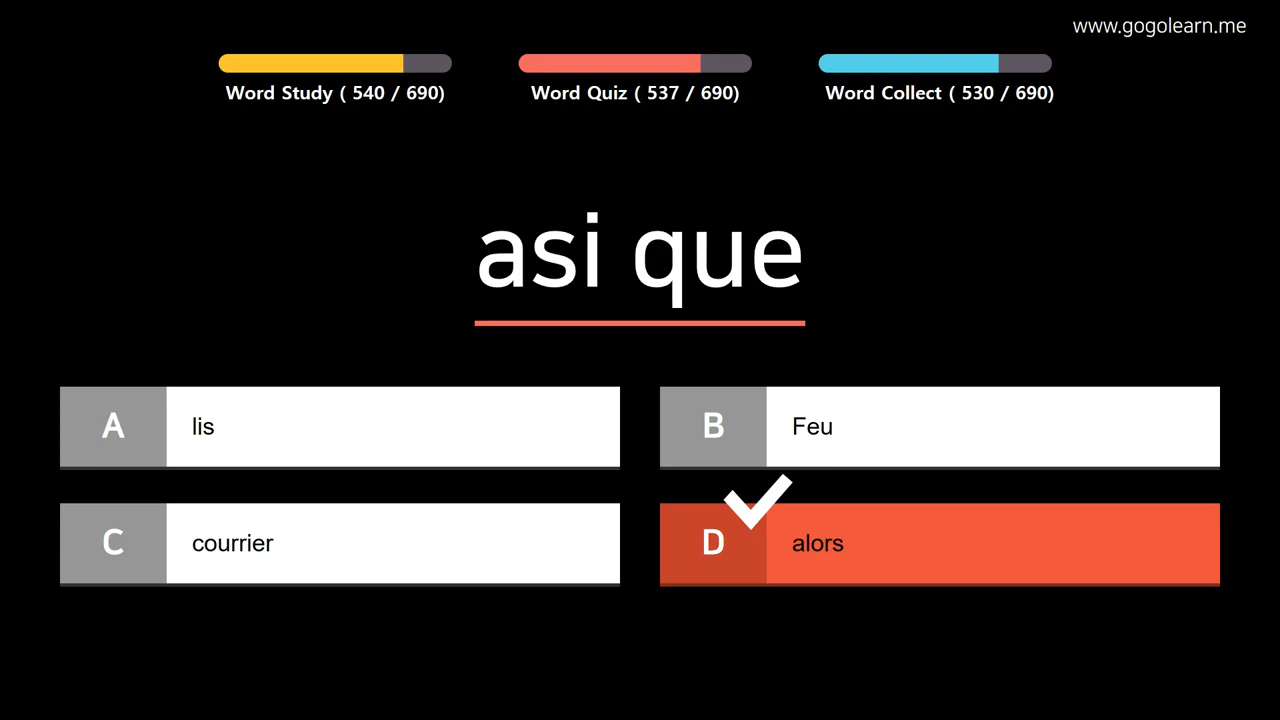 www.gogolearn.me
Word Study ( 540 / 690)
Word Quiz ( 537 / 690)
Word Collect ( 530 / 690)
asi que
A
lis
B
Feu
C
courrier
D
alors